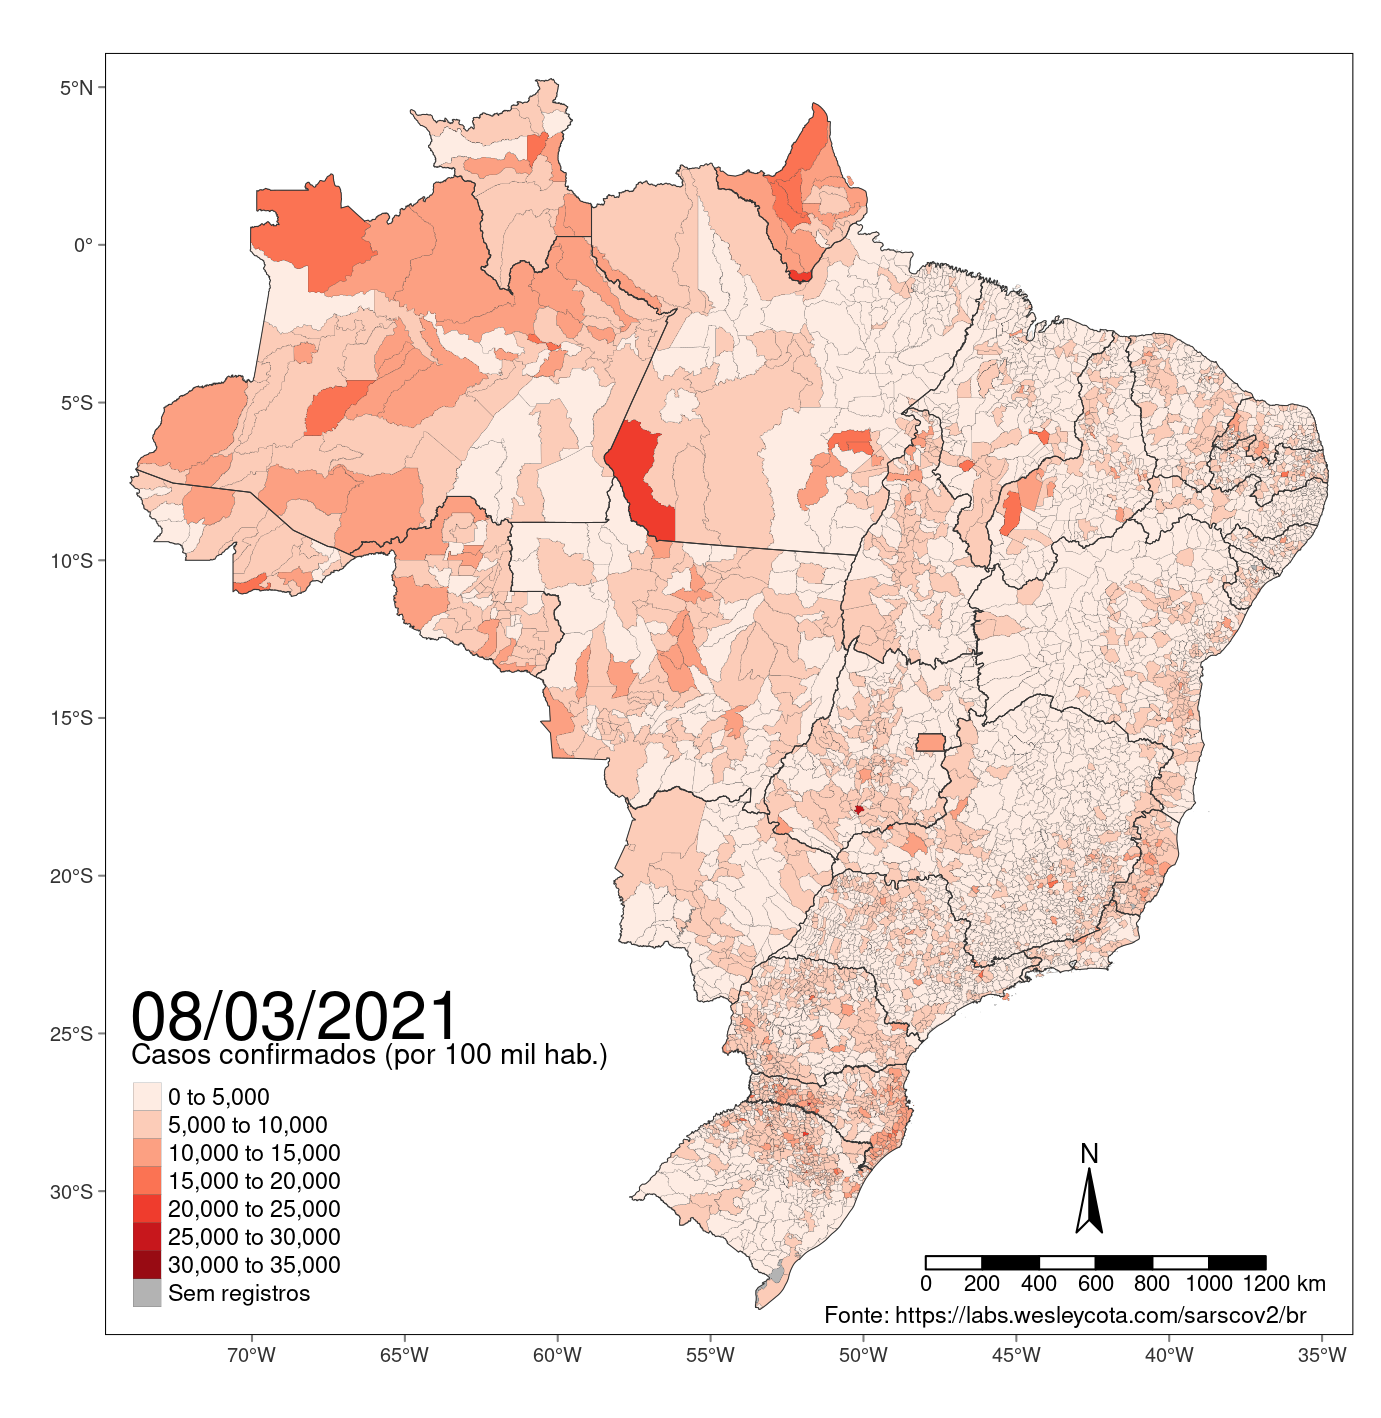 5°N
0°
5°S
10°S
15°S
20°S
25°S
30°S
08/03/2021
Casos confirmados (por 100 mil hab.)
0 to 5,000
5,000 to 10,000
10,000 to 15,000
15,000 to 20,000
20,000 to 25,000
25,000 to 30,000
30,000 to 35,000
Sem registros
N
0 200 400 600 800 1000 1200 km
Fonte: https://labs.wesleycota.com/sarscov2/br
70°W 65°W 60°W 55°W 50°W 45°W 40°W 35°W